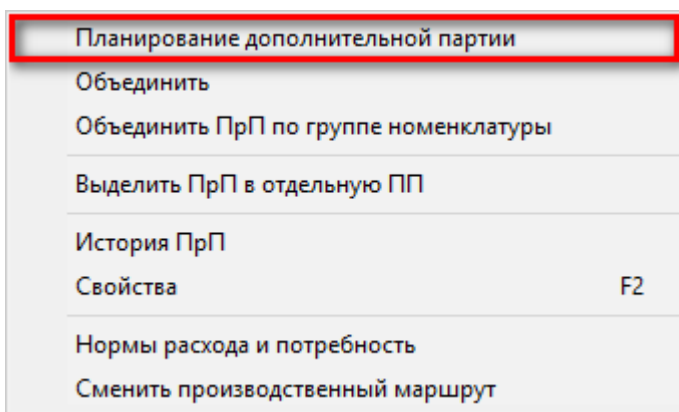 Планирование дополнительной партии
Объединить
Объединить ПрП по группе номенклатуры
Выделить ПрП в отдельную ПП
История ПрП
Свойства F2
Нормы расхода и потребность
Сменить производственный маршрут